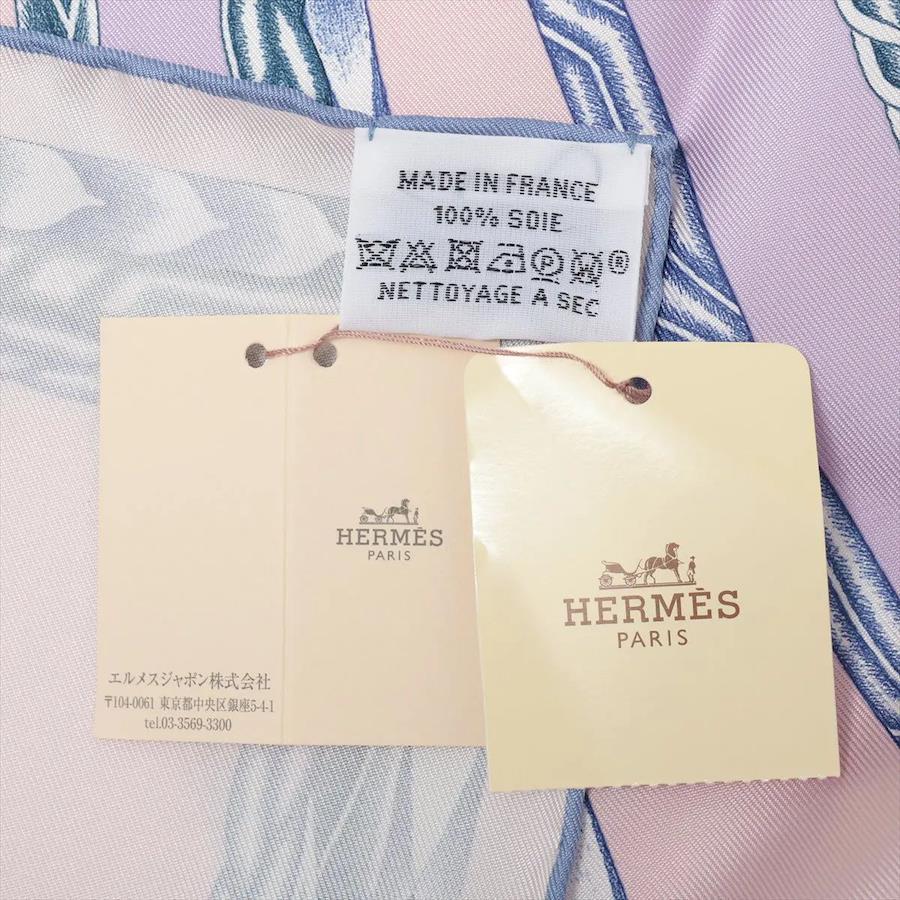 MADE IN FRANCE
100% SOIE
P ®
NETTOYAGE A SEC
HERMÈS
PARIS
エルメスジャポン株式会社
〒104-0061 東京都中央区銀座5-4-1
tel.03-3569-3300
HERMÈS
PARIS